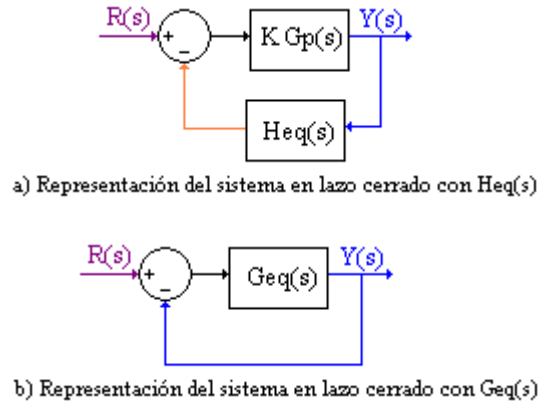 R(s)
+
−
K Gp(s)
Y(s)
Heq(s)
a) Representación del sistema en lazo cerrado con Heq(s)
R(s)
+
−
Geq(s)
Y(s)
b) Representación del sistema en lazo cerrado con Geq(s)